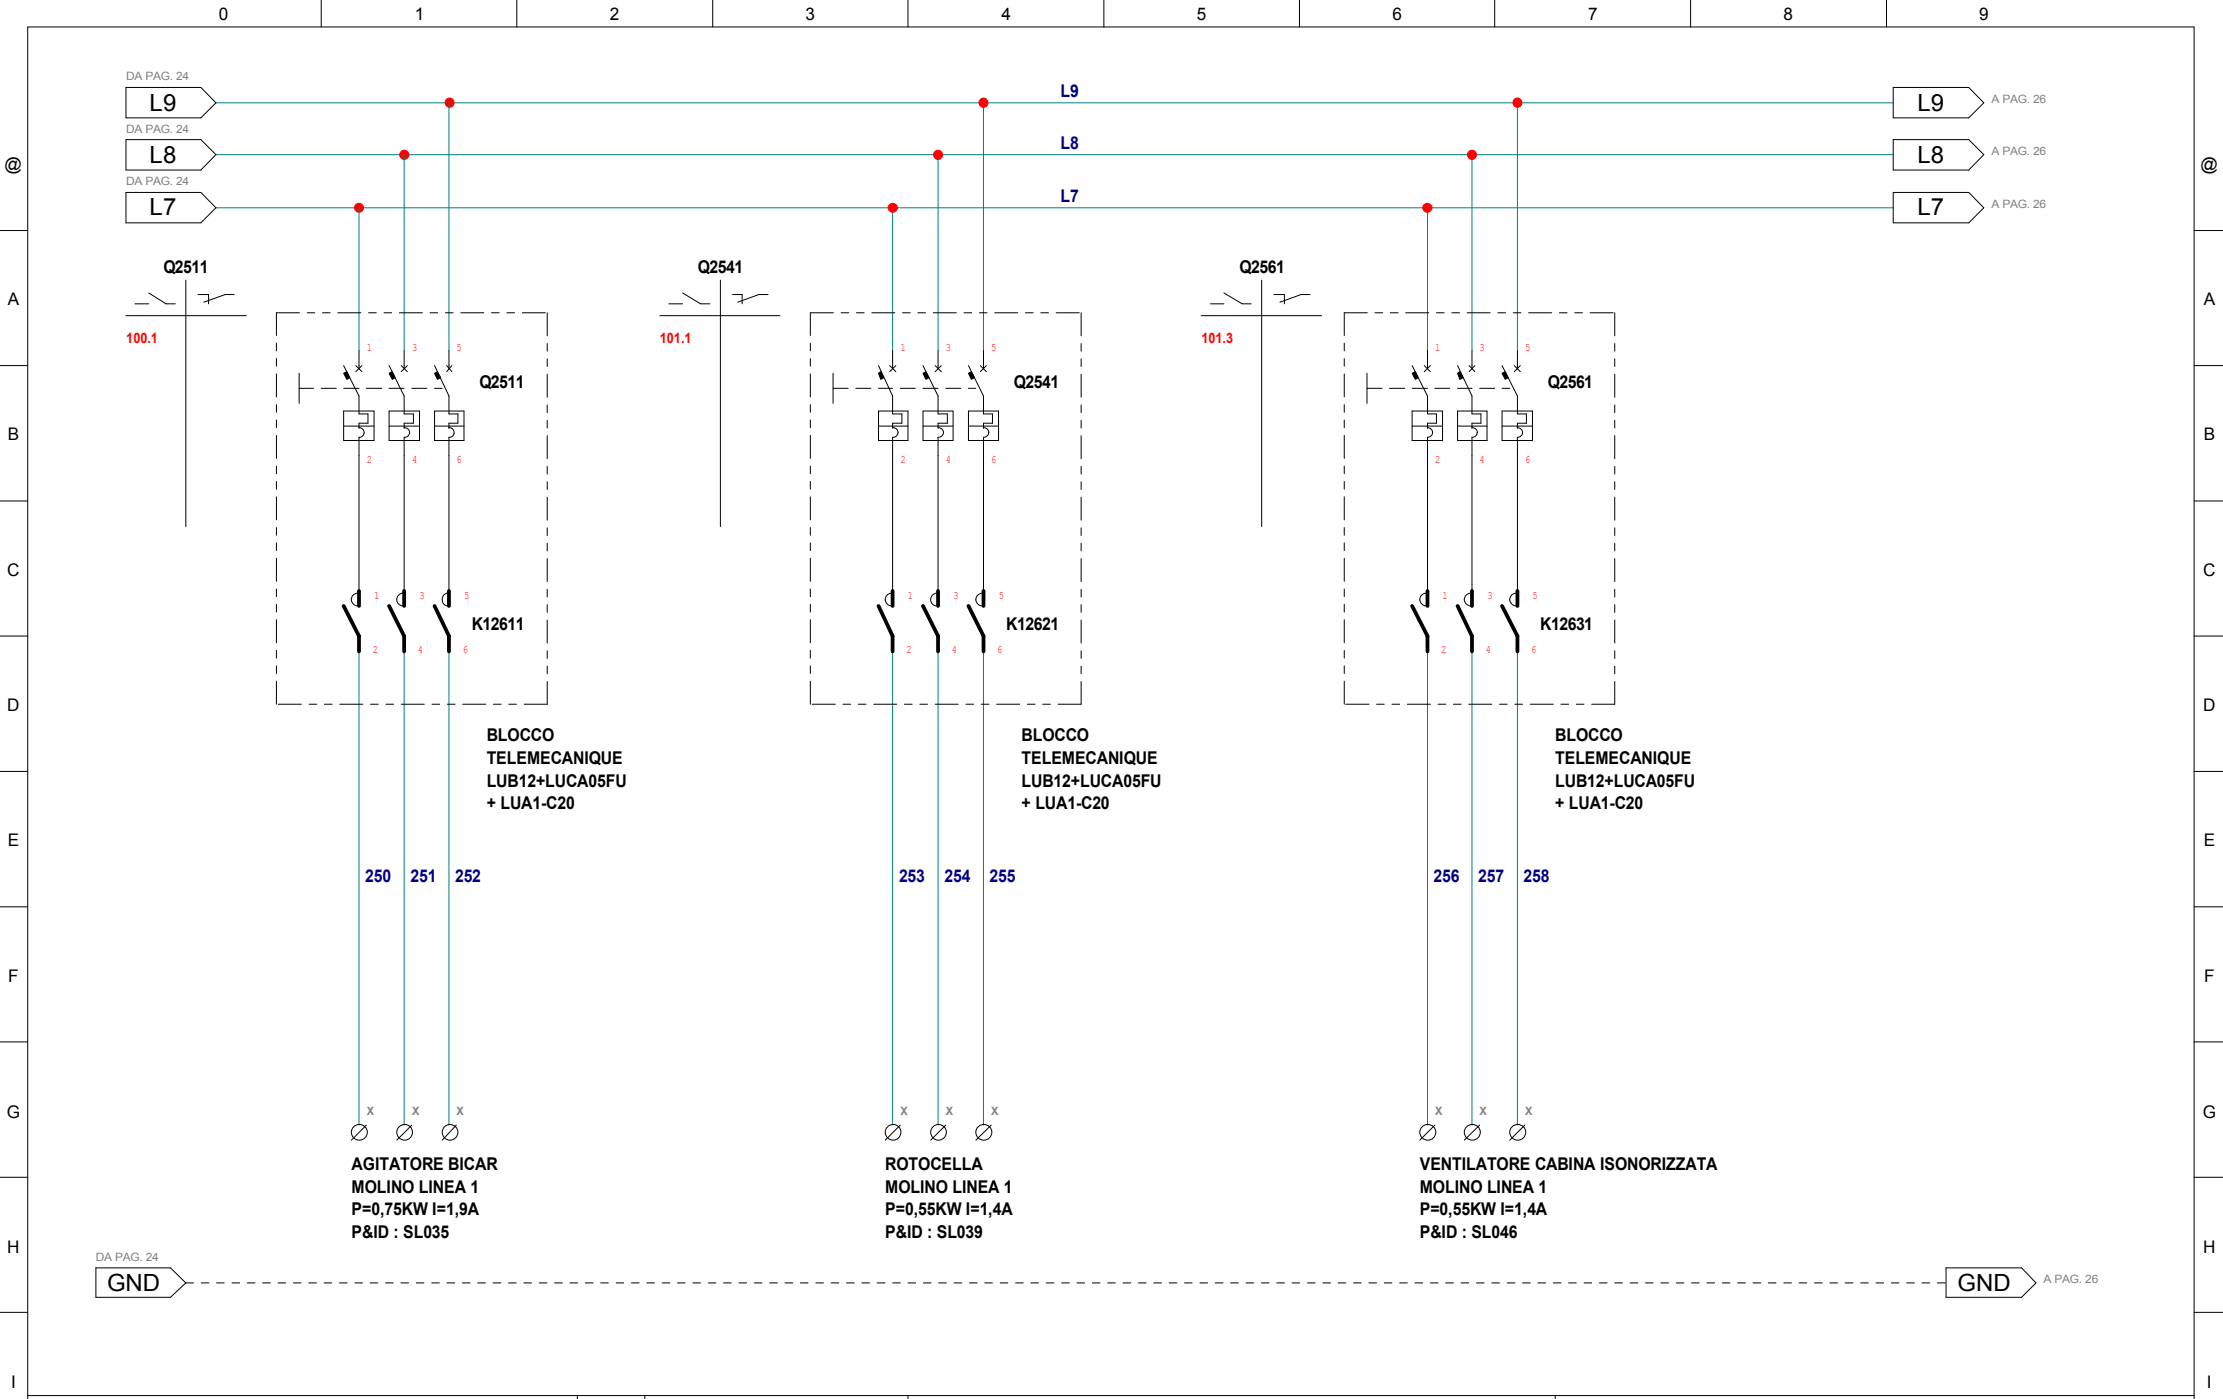 0 1 2 3 4 5 6 7 8 9
DA PAG. 24
L9 L9 L9 A PAG. 26
DA PAG. 24
L8 L8 L8 A PAG. 26
@ @
DA PAG. 24
L7 L7 L7 A PAG. 26
Q2511 Q2541 Q2561
A A
100.1 101.1 101.3
1 3 5 1 3 5 1 3 5
Q2511 Q2541 Q2561
B B
2 4 6 2 4 6 2 4 6
C C
1 3 5 1 3 5 1 3 5
K12611 K12621 K12631
2 4 6 2 4 6 2 4 6
D D
BLOCCO
TELEMECANIQUE
LUB12+LUCA05FU
+ LUA1-C20
BLOCCO
TELEMECANIQUE
LUB12+LUCA05FU
+ LUA1-C20
BLOCCO
TELEMECANIQUE
LUB12+LUCA05FU
+ LUA1-C20
E E
250 251 252 253 254 255 256 257 258
F F
G G
x x x x x x x x x
AGITATORE BICAR
MOLINO LINEA 1
P=0,75KW I=1,9A
P&ID : SL035
ROTOCELLA
MOLINO LINEA 1
P=0,55KW I=1,4A
P&ID : SL039
VENTILATORE CABINA ISONORIZZATA
MOLINO LINEA 1
P=0,55KW I=1,4A
P&ID : SL046
H H
DA PAG. 24
GND GND A PAG. 26
I I